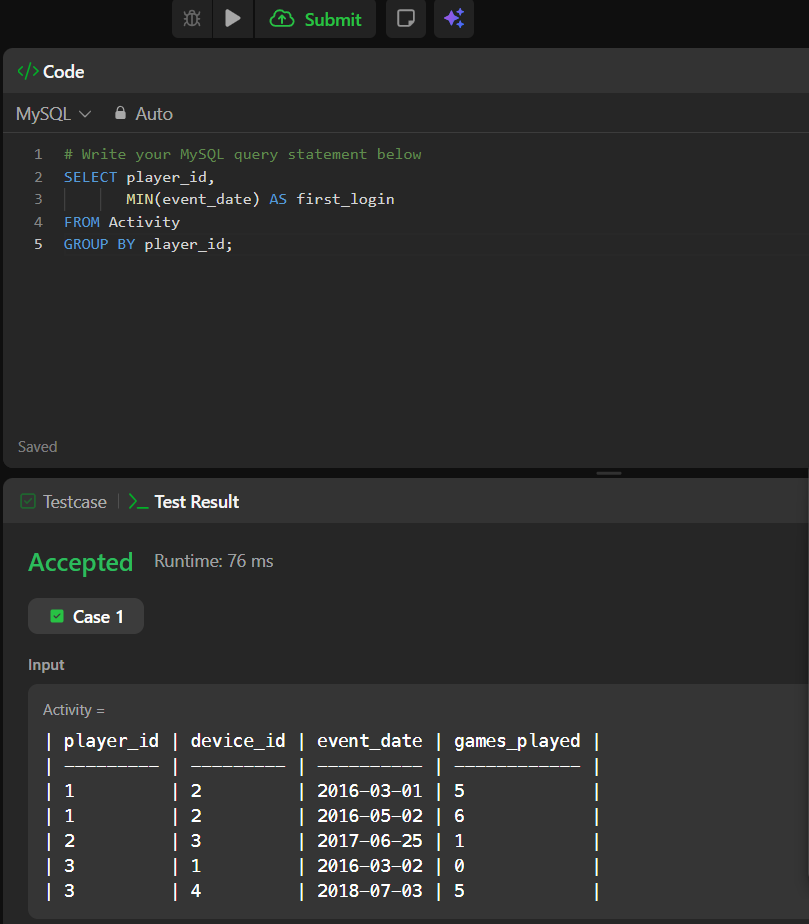 Submit
</> Code
MySQL Auto
1 # Write your MySQL query statement below
2 SELECT player_id,
3 MIN(event_date) AS first_login
4 FROM Activity
5 GROUP BY player_id;
Saved
Testcase | >_ Test Result
Accepted Runtime: 76 ms
Case 1
Input
Activity =
| player_id | device_id | event_date | games_played |
| --------- | --------- | ---------- | ------------ |
| 1 | 2 | 2016-03-01 | 5 |
| 1 | 2 | 2016-05-02 | 6 |
| 2 | 3 | 2017-06-25 | 1 |
| 3 | 1 | 2016-03-02 | 0 |
| 3 | 4 | 2018-07-03 | 5 |